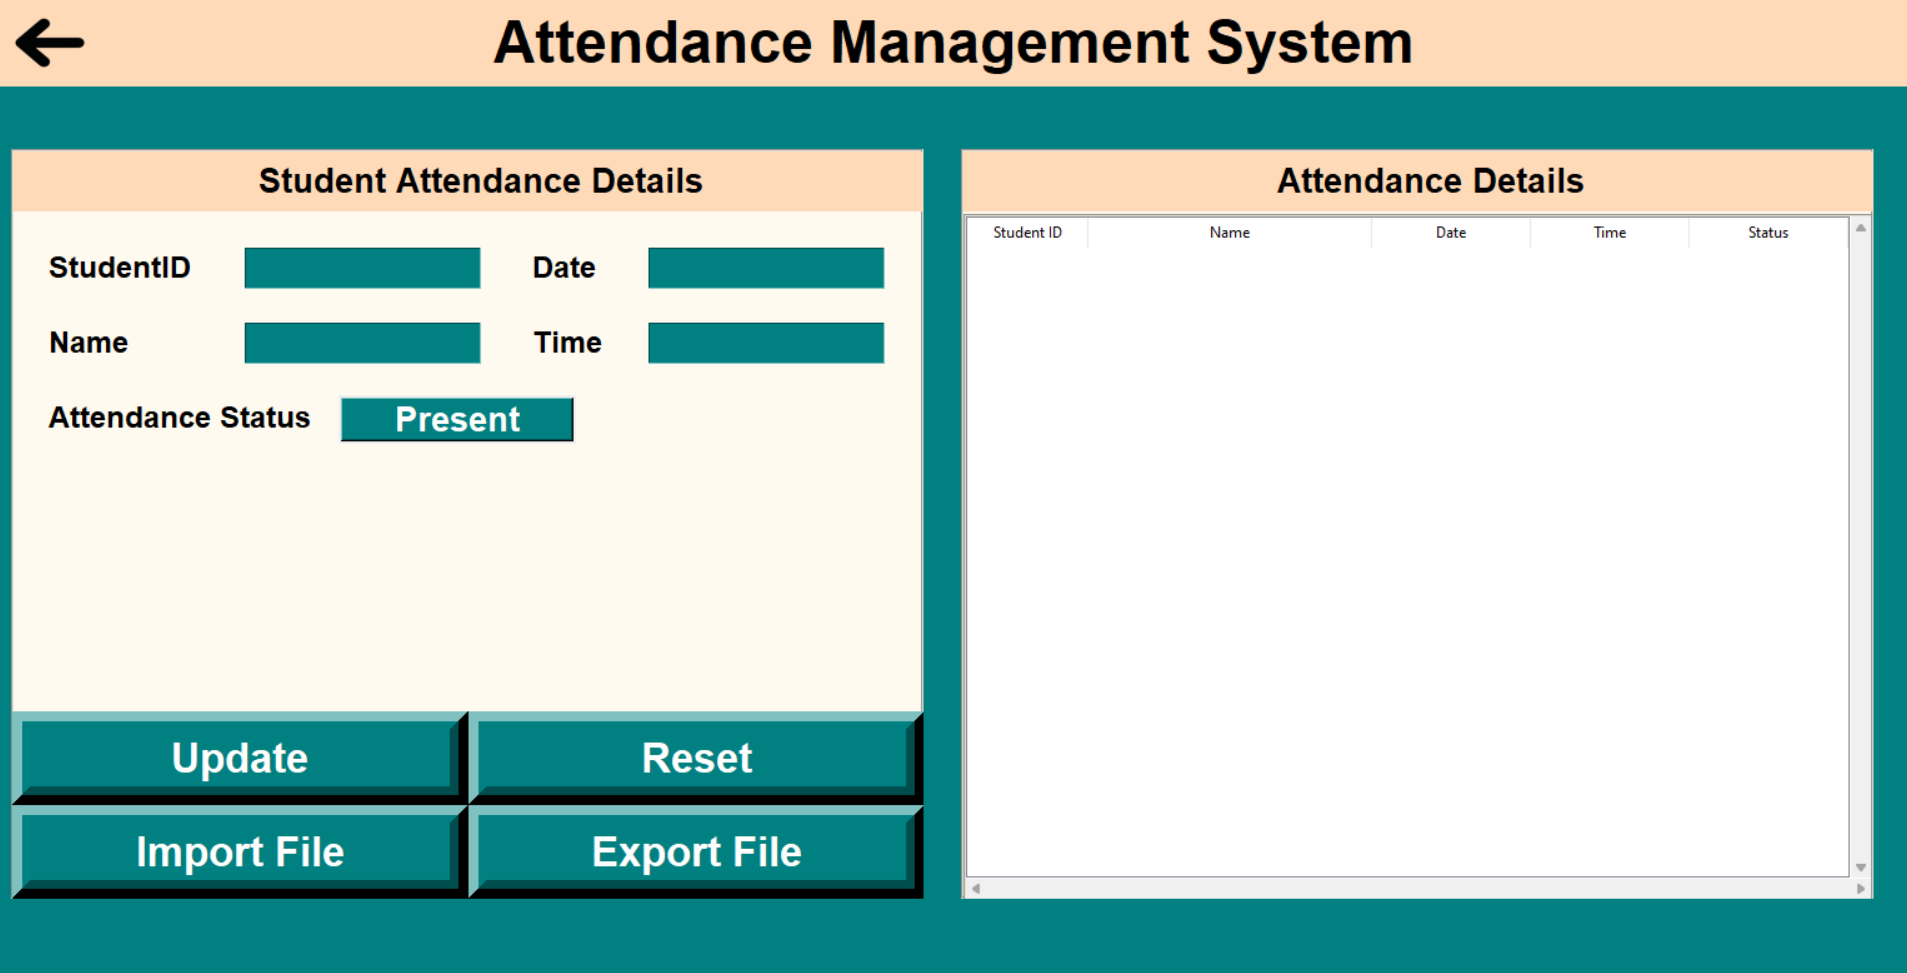 Attendance Management System
Student Attendance Details
StudentID
Date
Name
Time
Attendance Status
Present
Update
Reset
Import File
Export File
Attendance Details
Student ID Name Date Time Status